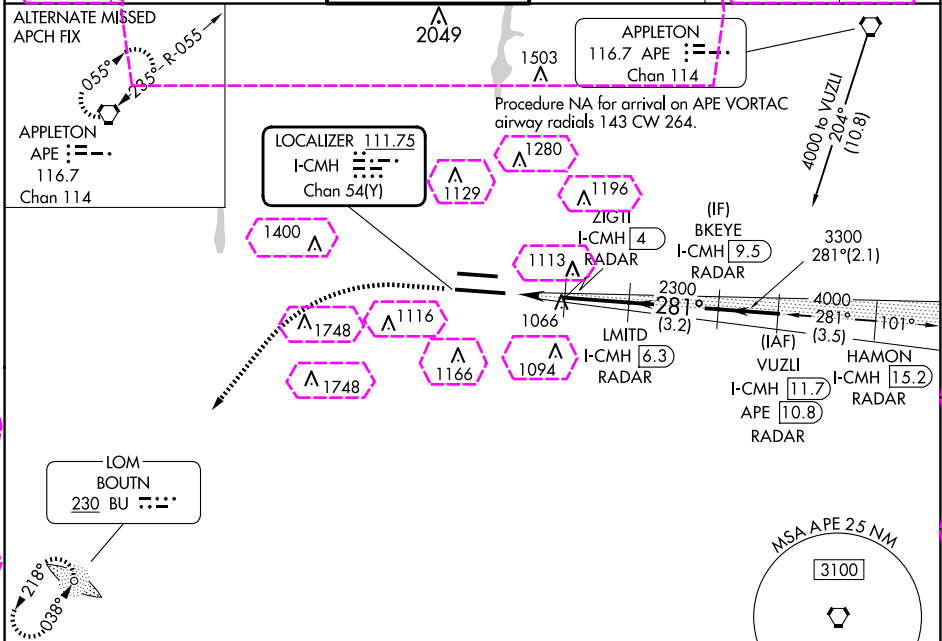 ALTERNATE MISSED
APCH FIX
055°
235°
R-055
APPLETON
APE
116.7
Chan 114
2049
1503
APPLETON
116.7 APE
Chan 114
Procedure NA for arrival on APE VORTAC
airway radials 143 CW 264.
4000 to VUZLI
204°
(10.8)
LOCALIZER 111.75
I-CMH
Chan 54(Y)
1280
1129
1196
1400
1113
ZIGTI
I-CMH 4
RADAR
(IF)
BKEYE
I-CMH 9.5
RADAR
3300
281°(2.1)
1748
1116
1066
2300
281°
(3.2)
4000
281°
(3.5)
101°
1748
1166
1094
LMITD
I-CMH 6.3
RADAR
(IAF)
VUZLI
I-CMH 11.7
APE 10.8
RADAR
HAMON
I-CMH 15.2
RADAR
LOM
BOUTN
230 BU
218°
038°
MSA APE 25 NM
3100